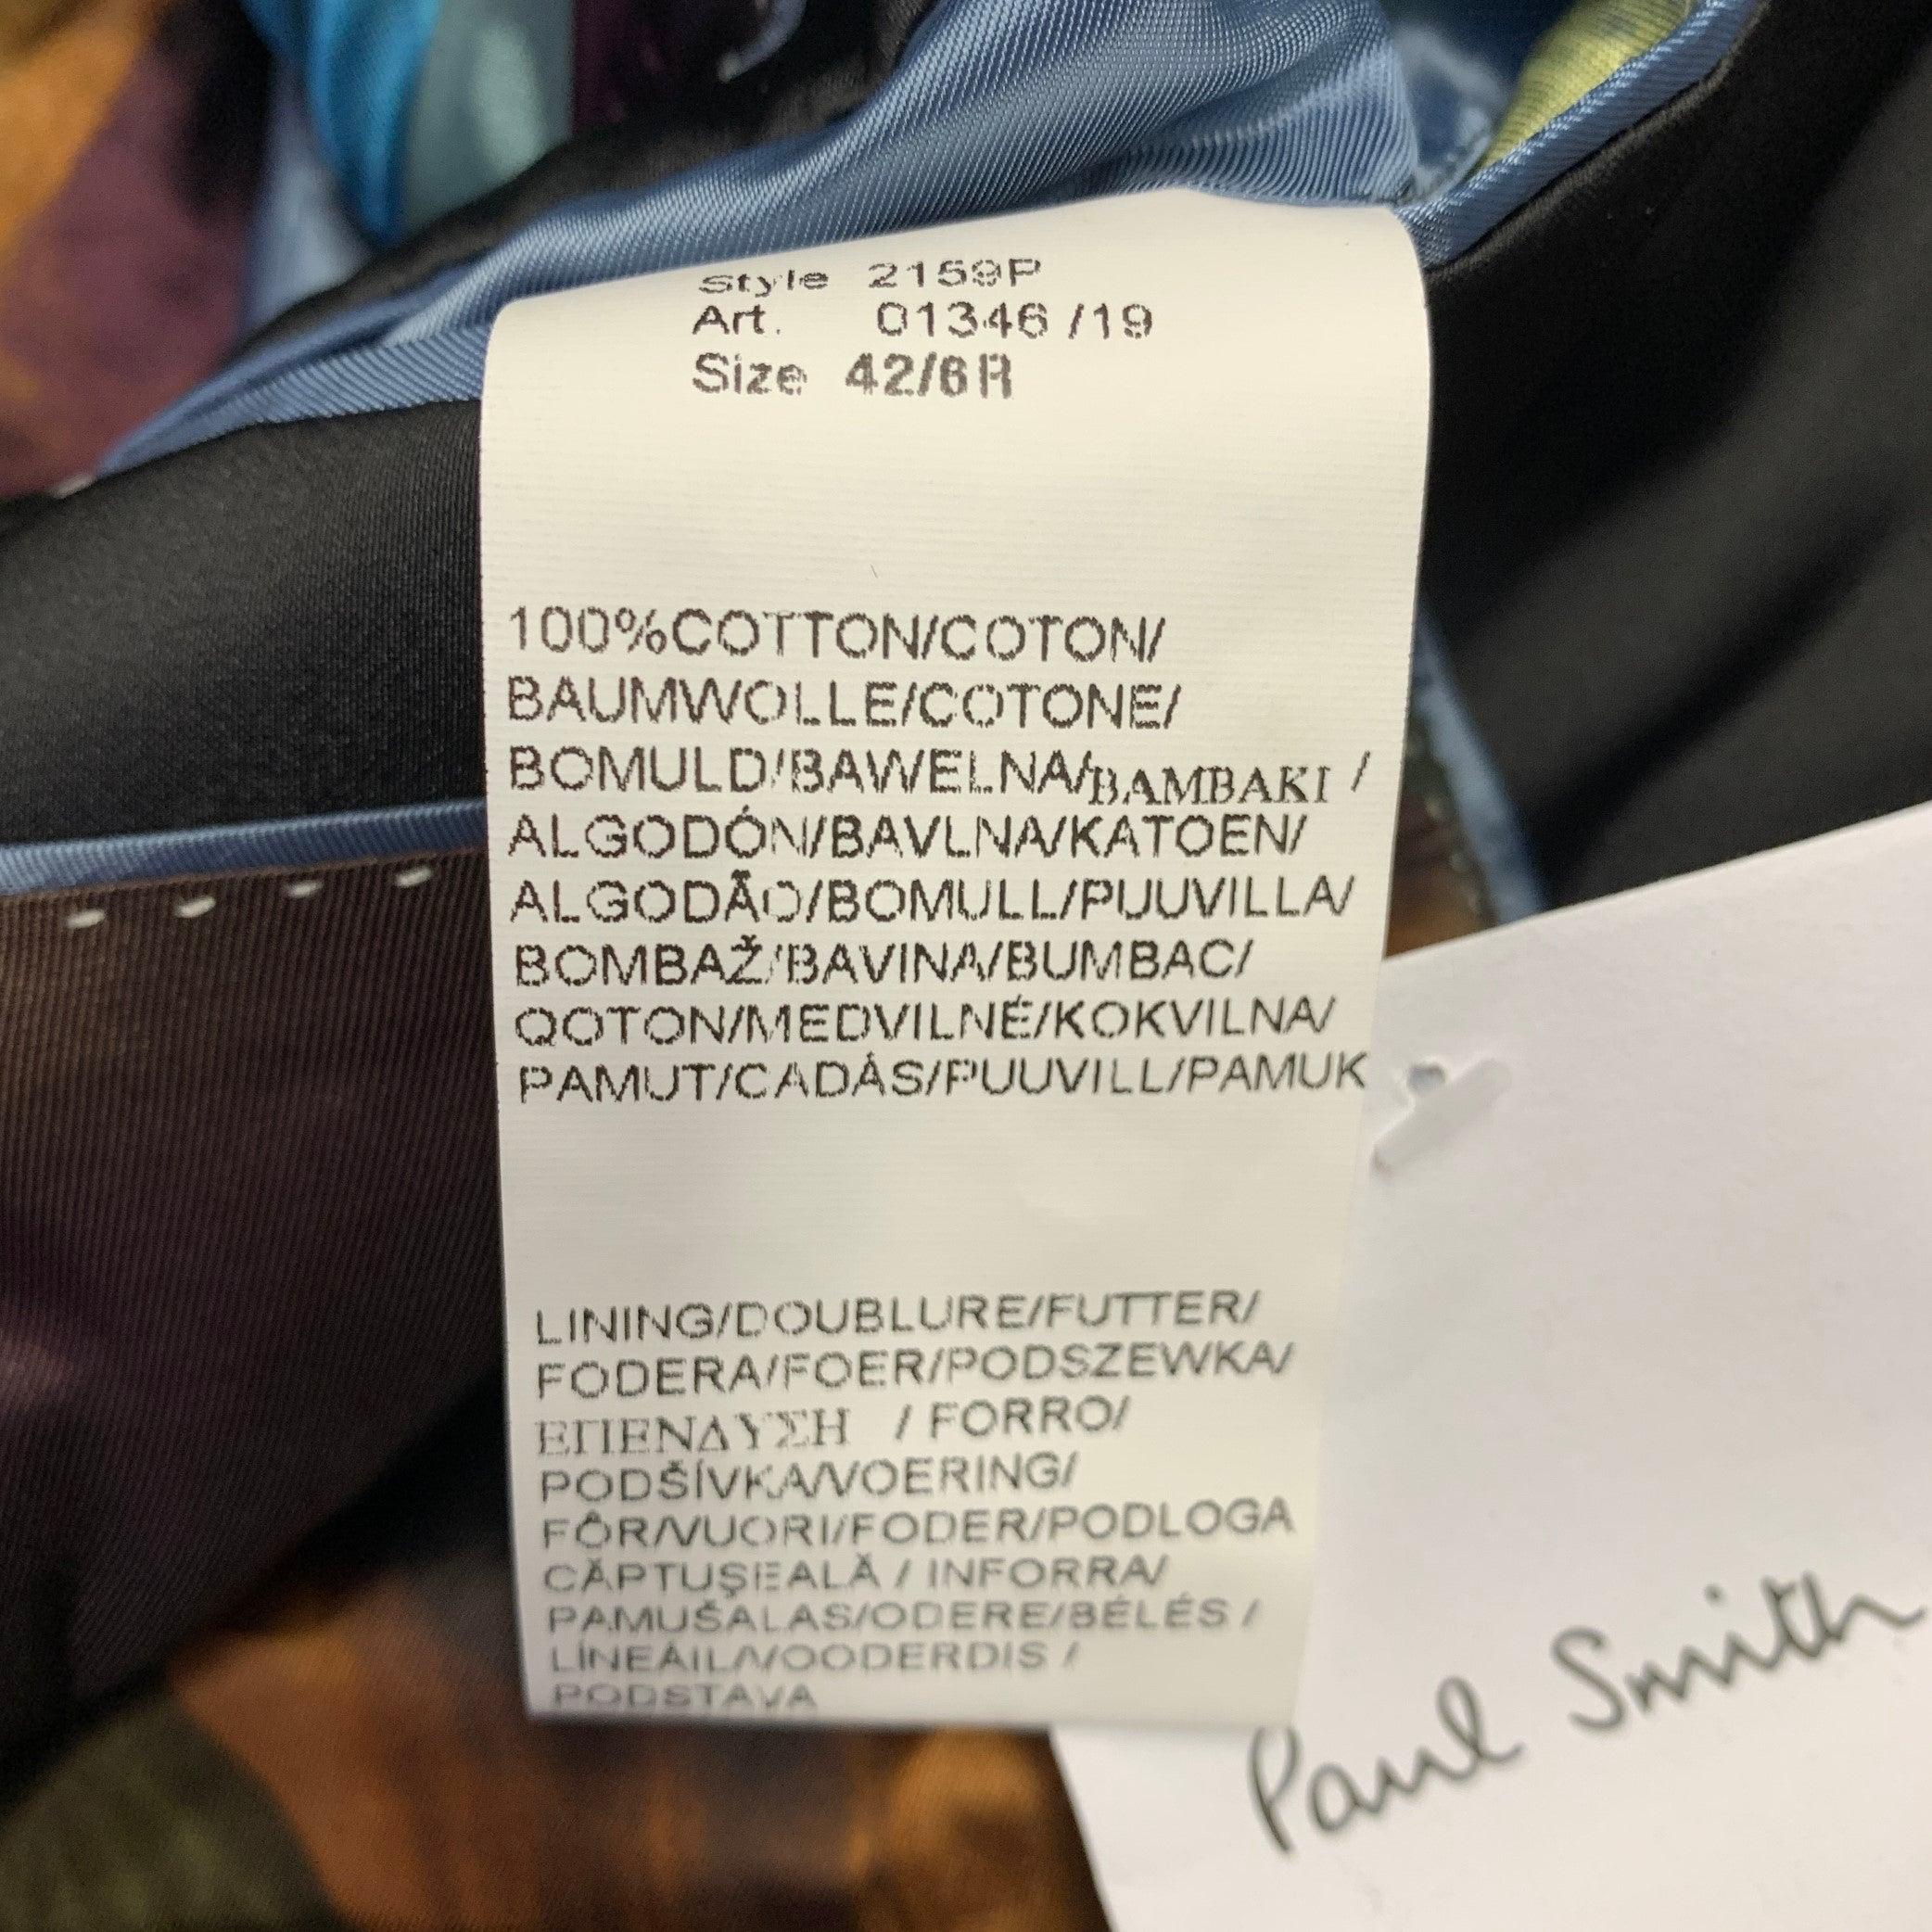 Style 2159P
Art. 01346 /19
Size 42/6R
100%COTTON/COTON/
BAUMWOLLE/COTONE/
BOMULD/BAWELNA/BAMBAKI /
ALGODÓN/BAVLNA/KATOEN/
ALGODÃO/BOMULL/PUUVILLA/
BOMBAŽ/BAVINA/BUMBAC/
QOTON/MEDVILNÉ/KOKVILNA/
PAMUT/CADÁS/PUUVILL/PAMUK
LINING/DOUBLURE/FUTTER/
FODERA/FOER/PODSZEWKA/
ΕΠΕΝΔΥΣΗ / FORRO/
PODŠÍVKA/VOERING/
FÔR/VUORI/FODER/PODLOGA
CĂPTUŞEALĂ / INFORRA/
PAMUŠALAS/ODERE/BÉLÉS /
LÍNEÁIL/VOODERDIS /
PODSTAVA
Paul Smith